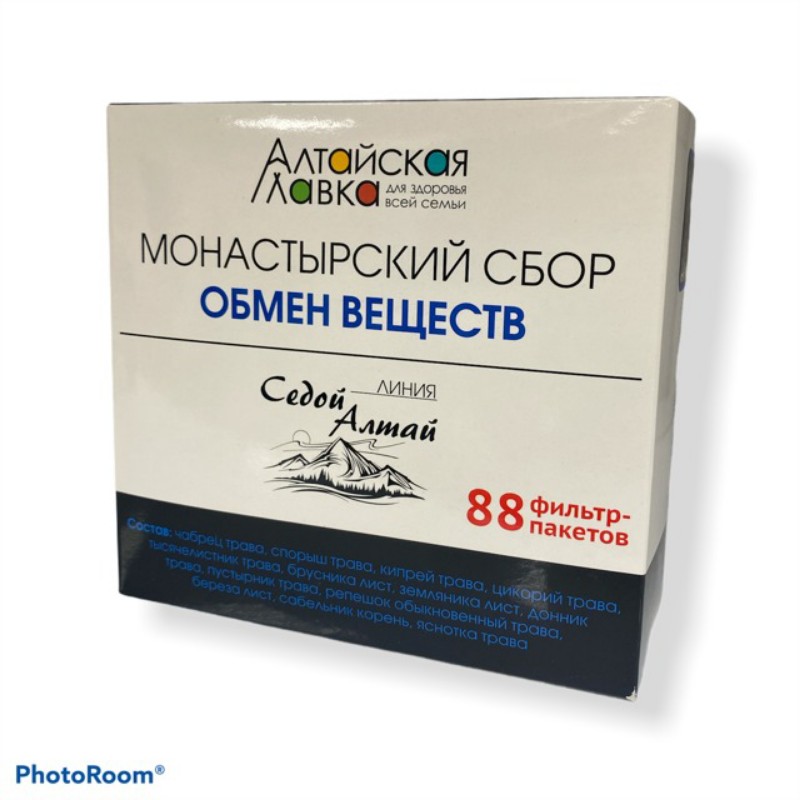 Алтайская
Лавка для здоровья
всей семьи
МОНАСТЫРСКИЙ СБОР
ОБМЕН ВЕЩЕСТВ
ЛИНИЯ
Седой
Алтай
88 фильтр-
пакетов
Состав: чабрец трава, спорыш трава, кипрей трава, цикорий трава,
тысячелистник трава, брусника лист, земляника лист, донник
трава, пустырник трава, репешок обыкновенный трава,
береза лист, сабельник корень, яснотка трава
PhotoRoom®